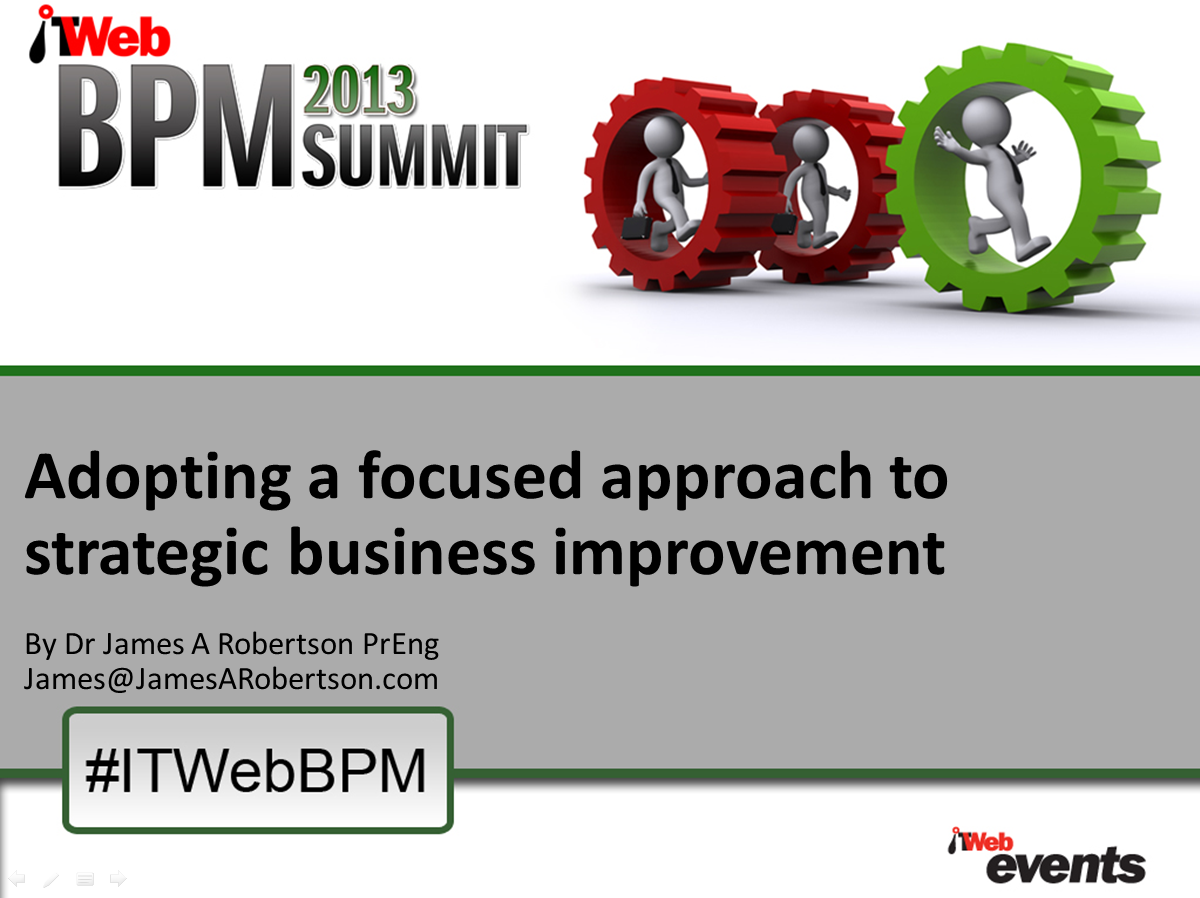 iTWeb
BPM 2013
SUMMIT
Adopting a focused approach to
strategic business improvement
By Dr James A Robertson PrEng
James@JamesARobertson.com
#ITWebBPM
iTWeb
events